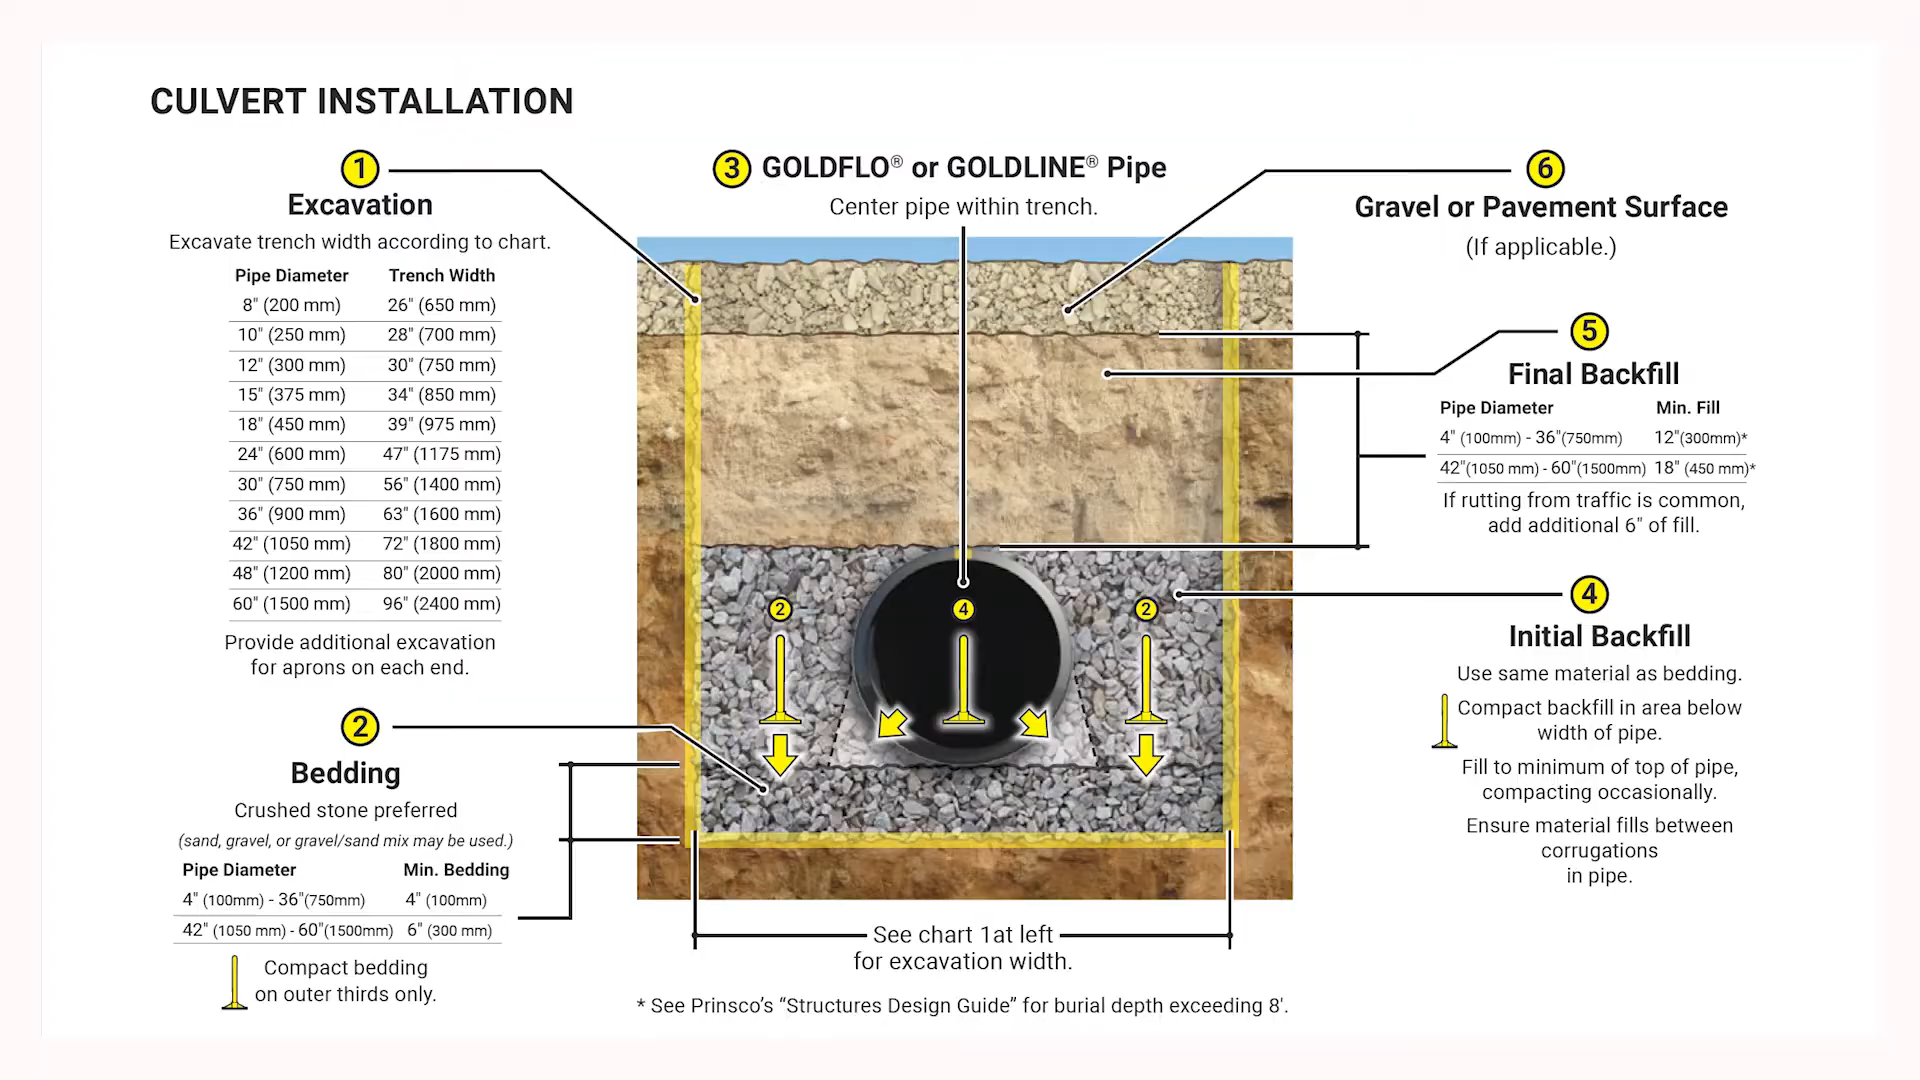 CULVERT INSTALLATION
1
Excavation
Excavate trench width according to chart.
Pipe Diameter Trench Width
8" (200 mm) 26" (650 mm)
10" (250 mm) 28" (700 mm)
12" (300 mm) 30" (750 mm)
15" (375 mm) 34" (850 mm)
18" (450 mm) 39" (975 mm)
24" (600 mm) 47" (1175 mm)
30" (750 mm) 56" (1400 mm)
36" (900 mm) 63" (1600 mm)
42" (1050 mm) 72" (1800 mm)
48" (1200 mm) 80" (2000 mm)
60" (1500 mm) 96" (2400 mm)
Provide additional excavation
for aprons on each end.
2
Bedding
Crushed stone preferred
(sand, gravel, or gravel/sand mix may be used.)
Pipe Diameter Min. Bedding
4" (100mm) - 36"(750mm) 4" (100mm)
42" (1050 mm) - 60"(1500mm) 6" (300 mm)
Compact bedding
on outer thirds only.
3 GOLDFLO® or GOLDLINE® Pipe
Center pipe within trench.
2 4 2
See chart 1at left
for excavation width.
* See Prinsco's “Structures Design Guide” for burial depth exceeding 8'.
6
Gravel or Pavement Surface
(If applicable.)
5
Final Backfill
Pipe Diameter Min. Fill
4" (100mm) - 36"(750mm) 12"(300mm)*
42"(1050 mm) - 60"(1500mm) 18" (450 mm)*
If rutting from traffic is common,
add additional 6" of fill.
4
Initial Backfill
Use same material as bedding.
Compact backfill in area below
width of pipe.
Fill to minimum of top of pipe,
compacting occasionally.
Ensure material fills between
corrugations
in pipe.